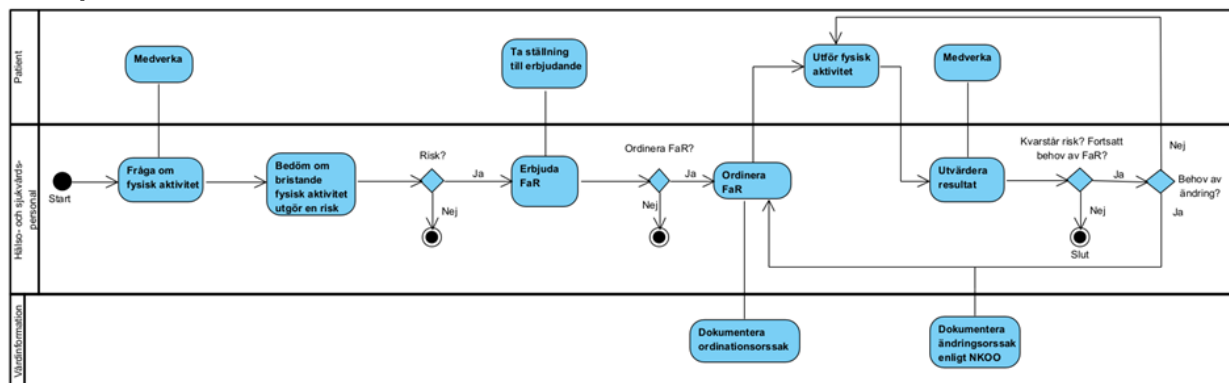 Patient
Medverka
Ta ställning
till erbjudande
Utför fysisk
aktivitet
Medverka
Hälso- och sjukvårds-
personal
Start
Fråga om
fysisk aktivitet
Bedöm om
bristande
fysisk aktivitet
utgör en risk
Risk?
Ja
Nej
Erbjuda
FaR
Ordinera FaR?
Ja
Nej
Ordinera
FaR
Utvärdera
resultat
Kvarstår risk? Fortsatt
behov av FaR?
Ja
Nej
Slut
Nej
Behov av
ändring?
Ja
Vårdinformation
Dokumentera
ordinationsorssak
Dokumentera
ändringsorssak
enligt NKOO